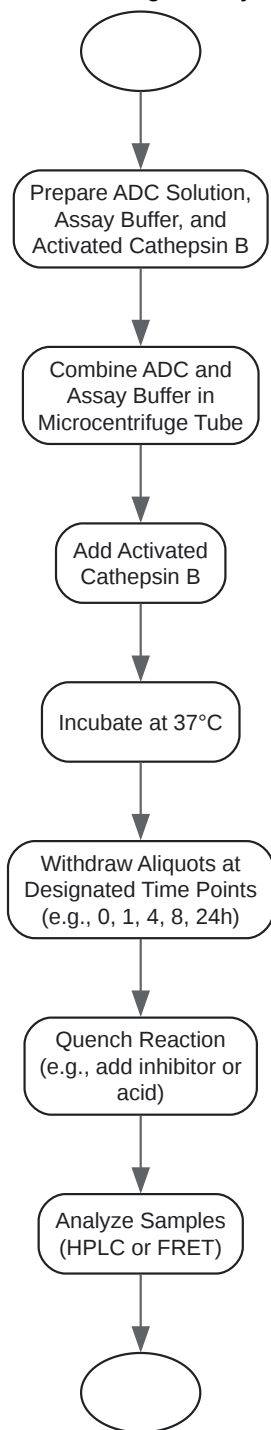 Prepare ADC Solution,
Assay Buffer, and
Activated Cathepsin B
Combine ADC and
Assay Buffer in
Microcentrifuge Tube
Add Activated
Cathepsin B
Incubate at 37°C
Withdraw Aliquots at
Designated Time Points
(e.g., 0, 1, 4, 8, 24h)
Quench Reaction
(e.g., add inhibitor or
acid)
Analyze Samples
(HPLC or FRET)